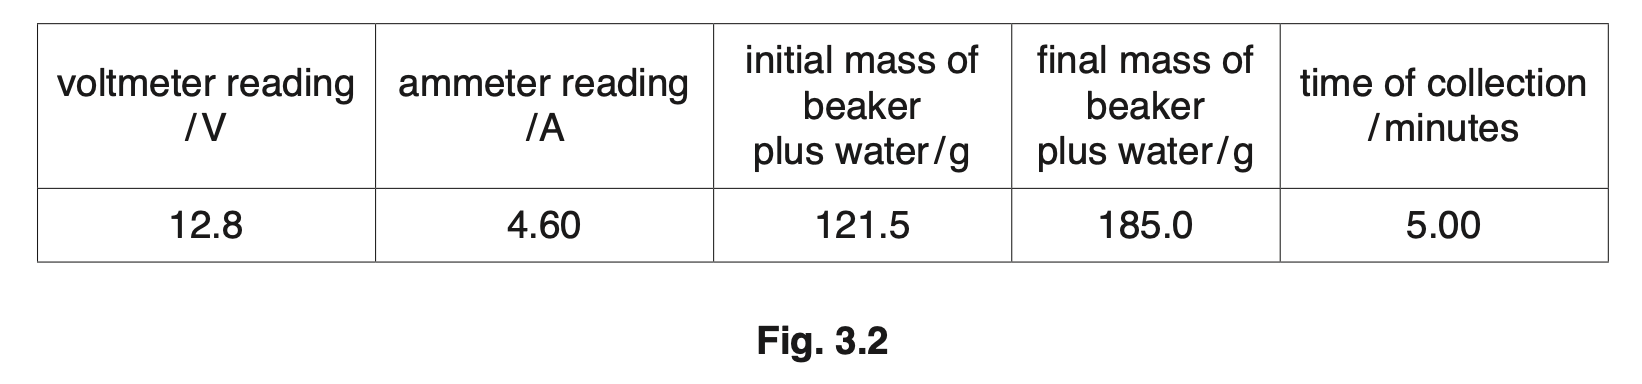 voltmeter reading
/V
ammeter reading
/A
initial mass of
beaker
plus water/g
final mass of
beaker
plus water/g
time of collection
/minutes
12.8
4.60
121.5
185.0
5.00
Fig. 3.2